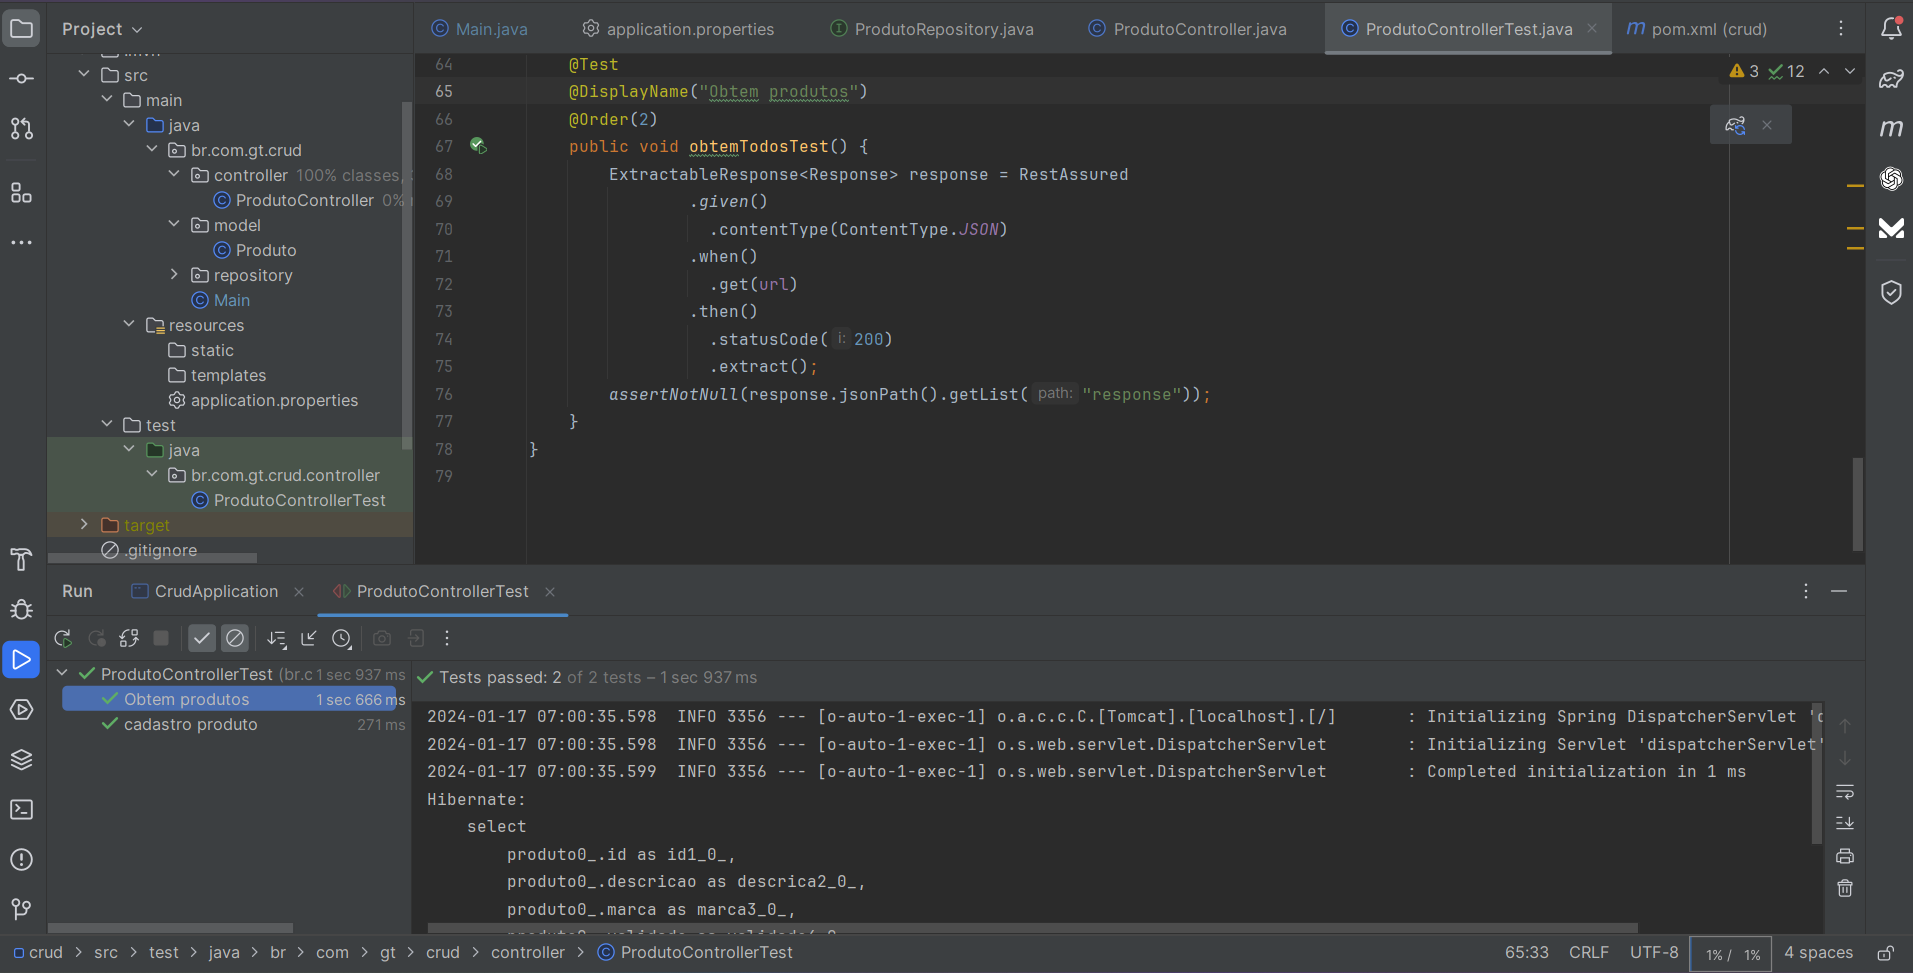 Project
Main.java
application.properties
ProdutoRepository.java
ProdutoController.java
ProdutoControllerTest.java
pom.xml (crud)
src
main
java
br.com.gt.crud
controller 100% classes,
ProdutoController 0%
model
Produto
repository
Main
resources
static
templates
application.properties
test
java
br.com.gt.crud.controller
ProdutoControllerTest
target
.gitignore
3 12
64 @Test
65 @DisplayName("Obtem produtos")
66 @Order(2)
67 public void obtemTodosTest() {
68 ExtractableResponse<Response> response = RestAssured
69 .given()
70 .contentType(ContentType.JSON)
71 .when()
72 .get(url)
73 .then()
74 .statusCode( i: 200)
75 .extract();
76 assertNotNull(response.jsonPath().getList( path: "response"));
77 }
78 }
79
Run
CrudApplication
ProdutoControllerTest
ProdutoControllerTest (br.c 1 sec 937 ms
Obtem produtos 1 sec 666 ms
cadastro produto 271 ms
Tests passed: 2 of 2 tests – 1 sec 937 ms
2024-01-17 07:00:35.598 INFO 3356 --- [o-auto-1-exec-1] o.a.c.c.C.[Tomcat].[localhost].[/] : Initializing Spring DispatcherServlet 'd
2024-01-17 07:00:35.598 INFO 3356 --- [o-auto-1-exec-1] o.s.web.servlet.DispatcherServlet : Initializing Servlet 'dispatcherServlet'
2024-01-17 07:00:35.599 INFO 3356 --- [o-auto-1-exec-1] o.s.web.servlet.DispatcherServlet : Completed initialization in 1 ms
Hibernate:
select
produto0_.id as id1_0_,
produto0_.descricao as descrica2_0_,
produto0_.marca as marca3_0_,
crud > src > test > java > br > com > gt > crud > controller > ProdutoControllerTest
65:33 CRLF UTF-8 1% / 1% 4 spaces